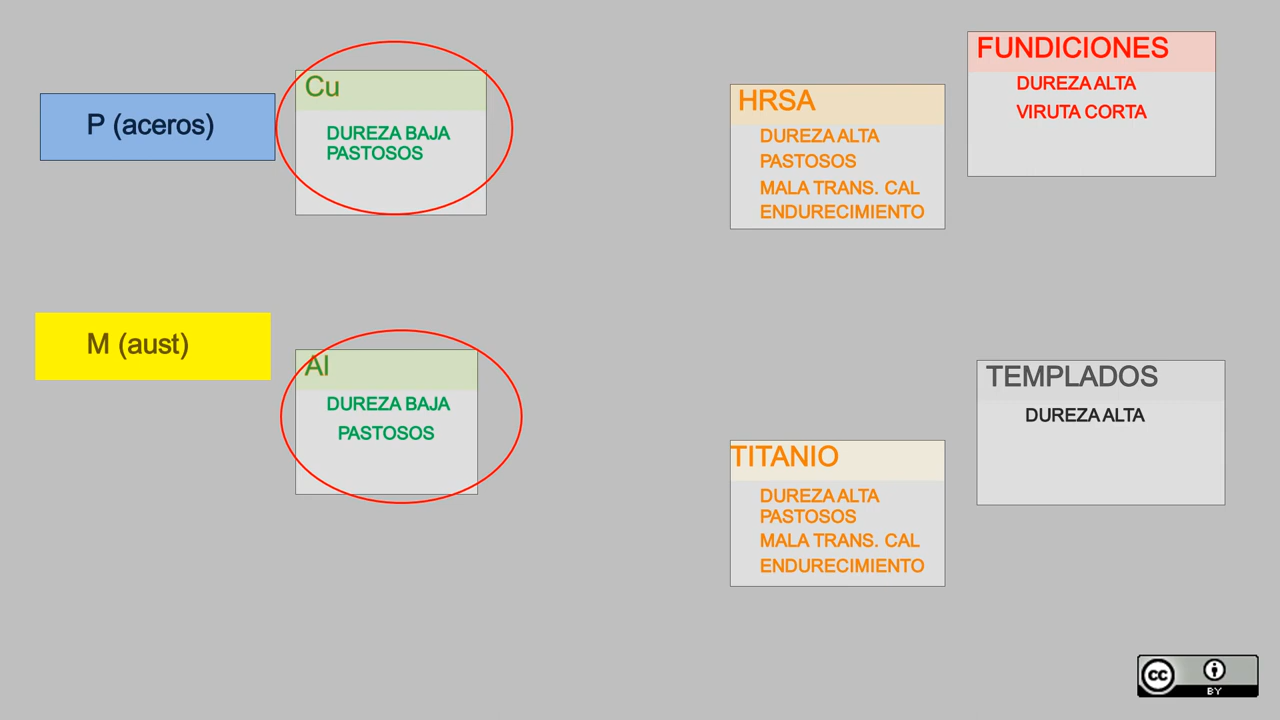 P (aceros)
Cu
DUREZA BAJA
PASTOSOS
HRSA
DUREZA ALTA
PASTOSOS
MALA TRANS. CAL
ENDURECIMIENTO
FUNDICIONES
DUREZA ALTA
VIRUTA CORTA
M (aust)
Al
DUREZA BAJA
PASTOSOS
TITANIO
DUREZA ALTA
PASTOSOS
MALA TRANS. CAL
ENDURECIMIENTO
TEMPLADOS
DUREZA ALTA
cc
BY